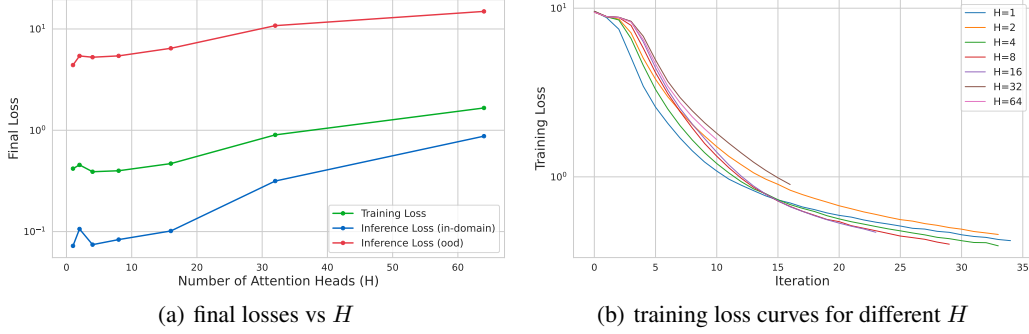 10¹
10⁰
10⁻¹
Final Loss
0
10
20
30
40
50
60
Number of Attention Heads (H)
Training Loss
Inference Loss (in-domain)
Inference Loss (ood)
(a) final losses vs H
10¹
10⁰
Training Loss
0
5
10
15
20
25
30
35
Iteration
H=1
H=2
H=4
H=8
H=16
H=32
H=64
(b) training loss curves for different H